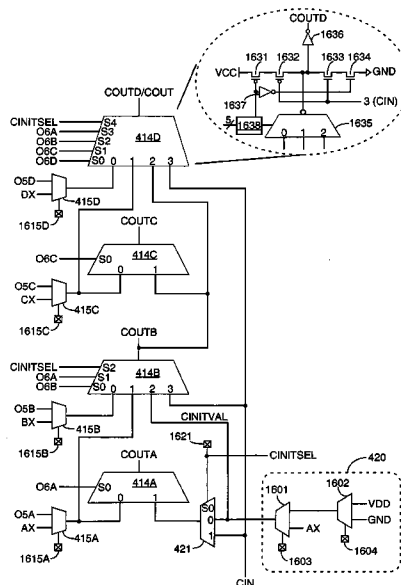 COUTD
1636
1631 1632 1633 1634
VCC GND
1637 3 (CIN)
5 1638 1635
0 1 2
COUTD/COUT
CINITSEL S4
O6A S3
O6B S2
O6C S1
O6D S0
414D
0 1 2 3
O5D
DX
415D
1615D
COUTC
O6C S0 414C
0 1
O5C
CX
415C
1615C
COUTB
CINITSEL S2
O6A S1
O6B S0
414B
0 1 2 3
O5B
BX
415B
1615B
CINITVAL
1621
CINITSEL
COUTA
O6A S0 414A
0 1
O5A
AX
415A
1615A
S0
0
1
421
420
1601 1602
VDD
GND
AX
1603 1604
CIN